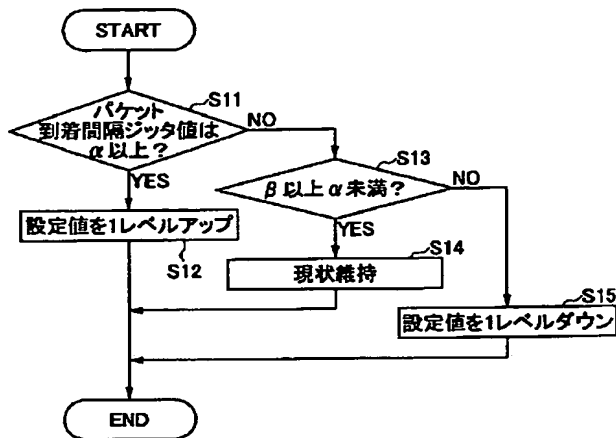 START
S11
パケット
到着間隔ジッタ値は
α以上？
NO
YES
S13
β以上α未満？
NO
YES
設定値を1レベルアップ
S12
S14
現状維持
S15
設定値を1レベルダウン
END